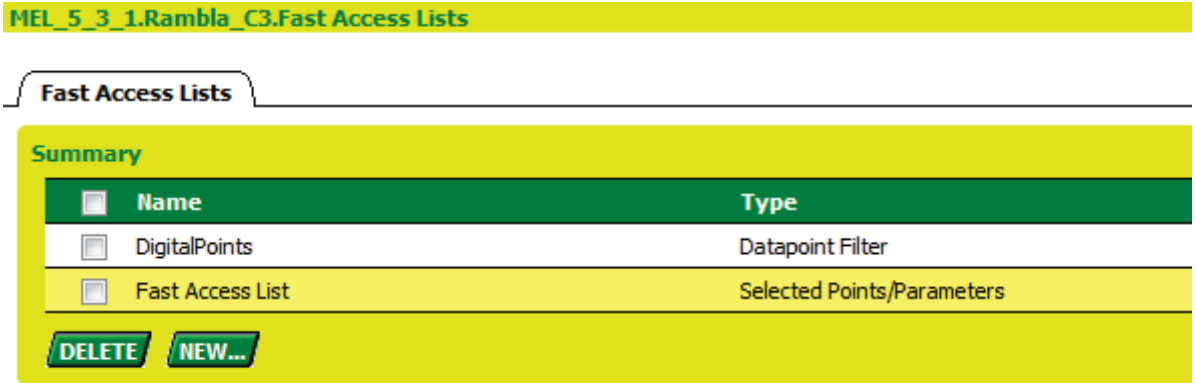 MEL_5_3_1.Rambla_C3.Fast Access Lists
Fast Access Lists
Summary
Name Type
DigitalPoints Datapoint Filter
Fast Access List Selected Points/Parameters
DELETE NEW...